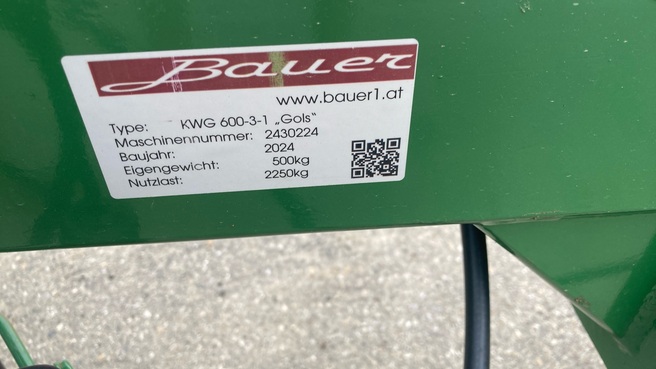 Bauer
www.bauer1.at
Type: KWG 600-3-1 „Gols“
Maschinennummer: 2430224
Baujahr: 2024
Eigengewicht: 500kg
Nutzlast: 2250kg